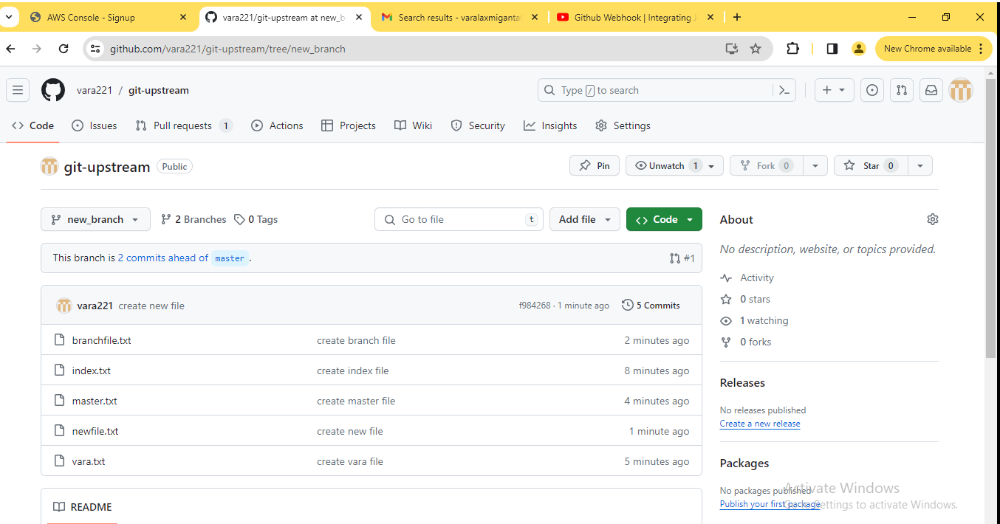 AWS Console - Signup
vara221/git-upstream at new_b
Search results - varalaxmiganta
Github Webhook | Integrating J
github.com/vara221/git-upstream/tree/new_branch
New Chrome available
vara221 / git-upstream
Type / to search
Code
Issues
Pull requests 1
Actions
Projects
Wiki
Security
Insights
Settings
git-upstream Public
Pin
Unwatch 1
Fork 0
Star 0
new_branch
2 Branches
0 Tags
Go to file t
Add file
Code
This branch is 2 commits ahead of master .
#1
vara221 create new file f984268 · 1 minute ago 5 Commits
branchfile.txt create branch file 2 minutes ago
index.txt create index file 8 minutes ago
master.txt create master file 4 minutes ago
newfile.txt create new file 1 minute ago
vara.txt create vara file 5 minutes ago
README
About
No description, website, or topics provided.
Activity
0 stars
1 watching
0 forks
Releases
No releases published
Create a new release
Packages
No packages published
Publish your first package
Activate Windows
Go to Settings to activate Windows.